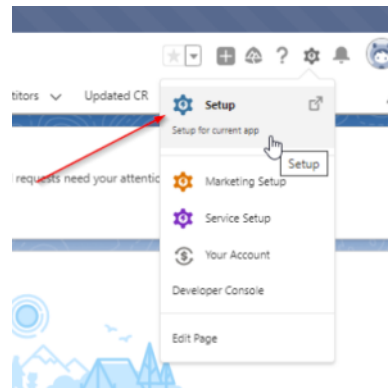 titors
Updated CR
Setup
Setup for current app
Setup
requests need your attentic
Marketing Setup
Service Setup
Your Account
Developer Console
Edit Page